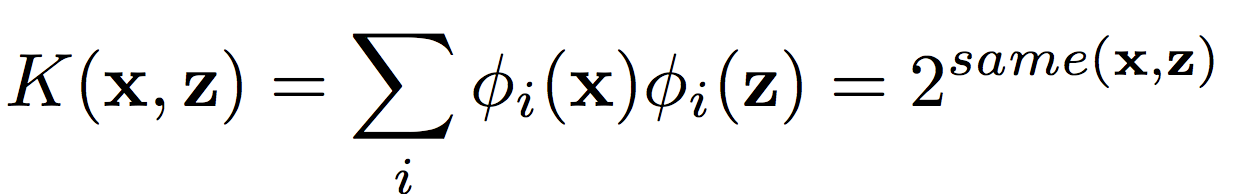 K(x, z) = ∑_i ϕ_i(x)ϕ_i(z) = 2^{same(x,z)}